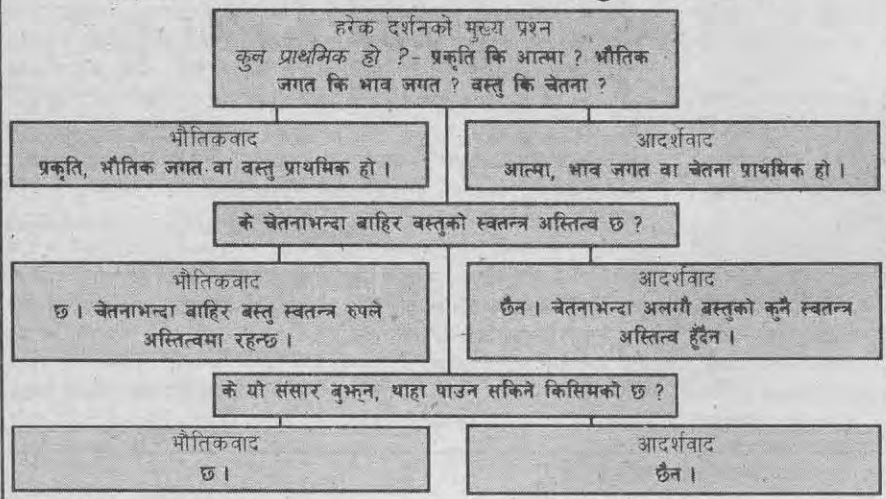 हरेक दर्शनको मुख्य प्रश्न
कुन प्राथमिक हो ?- प्रकृति कि आत्मा ? भौतिक
जगत कि भाव जगत ? वस्तु कि चेतना ?
भौतिकवाद
प्रकृति, भौतिक जगत वा वस्तु प्राथमिक हो ।
आदर्शवाद
आत्मा, भाव जगत वा चेतना प्राथमिक हो ।
के चेतनाभन्दा बाहिर वस्तुको स्वतन्त्र अस्तित्व छ ?
भौतिकवाद
छ । चेतनाभन्दा बाहिर वस्तु स्वतन्त्र रुपले
अस्तित्वमा रहन्छ ।
आदर्शवाद
छैन । चेतनाभन्दा अलग्गै वस्तुको कुनै स्वतन्त्र
अस्तित्व हुँदैन ।
के यो संसार बुझ्न, थाहा पाउन सकिने किसिमको छ ?
भौतिकवाद
छ ।
आदर्शवाद
छैन ।